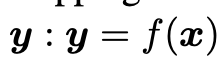 y : y = f(x)